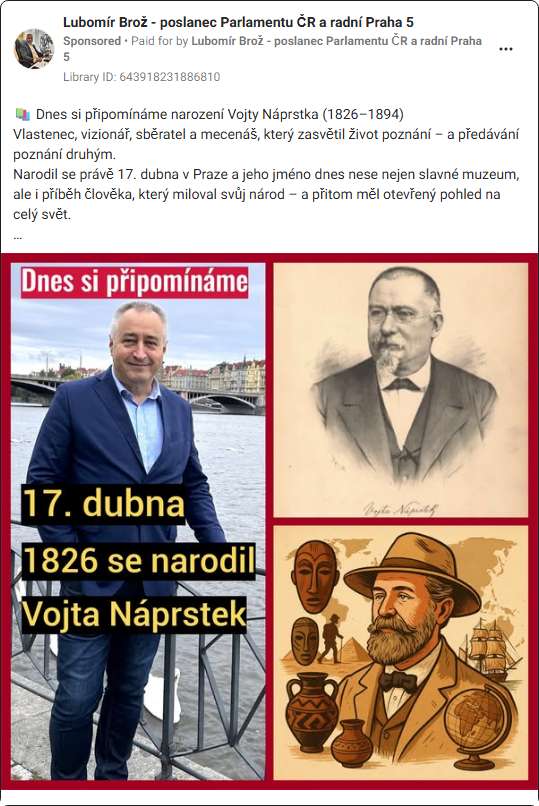 Lubomír Brož - poslanec Parlamentu ČR a radní Praha 5
Sponsored • Paid for by Lubomír Brož - poslanec Parlamentu ČR a radní Praha
5
Library ID: 643918231886810
Dnes si připomínáme narození Vojty Náprstka (1826–1894)
Vlastenec, vizionář, sběratel a mecenáš, který zasvětil život poznání – a předávání
poznání druhým.
Narodil se právě 17. dubna v Praze a jeho jméno dnes nese nejen slavné muzeum,
ale i příběh člověka, který miloval svůj národ – a přitom měl otevřený pohled na
celý svět.
...
Dnes si připomínáme
17. dubna
1826 se narodil
Vojta Náprstek
Vojta Náprstek